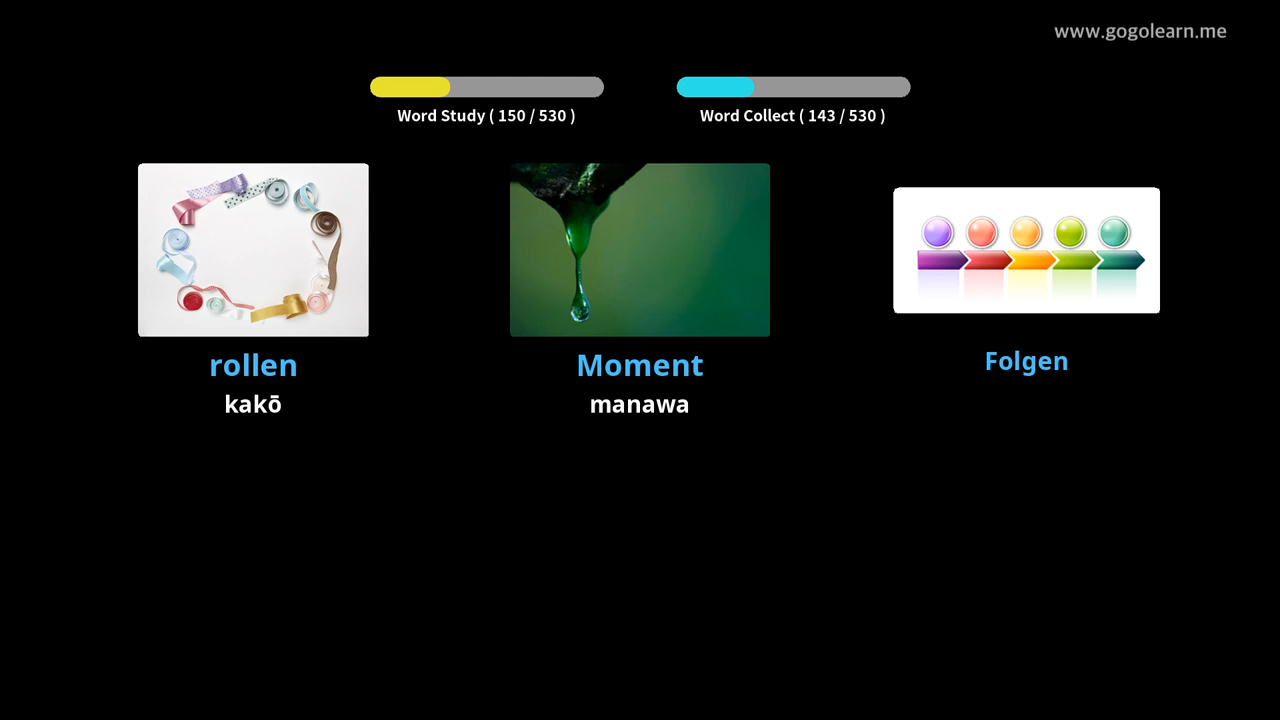 www.gogolearn.me
Word Study ( 150 / 530 )
Word Collect ( 143 / 530 )
rollen
kakō
Moment
manawa
Folgen